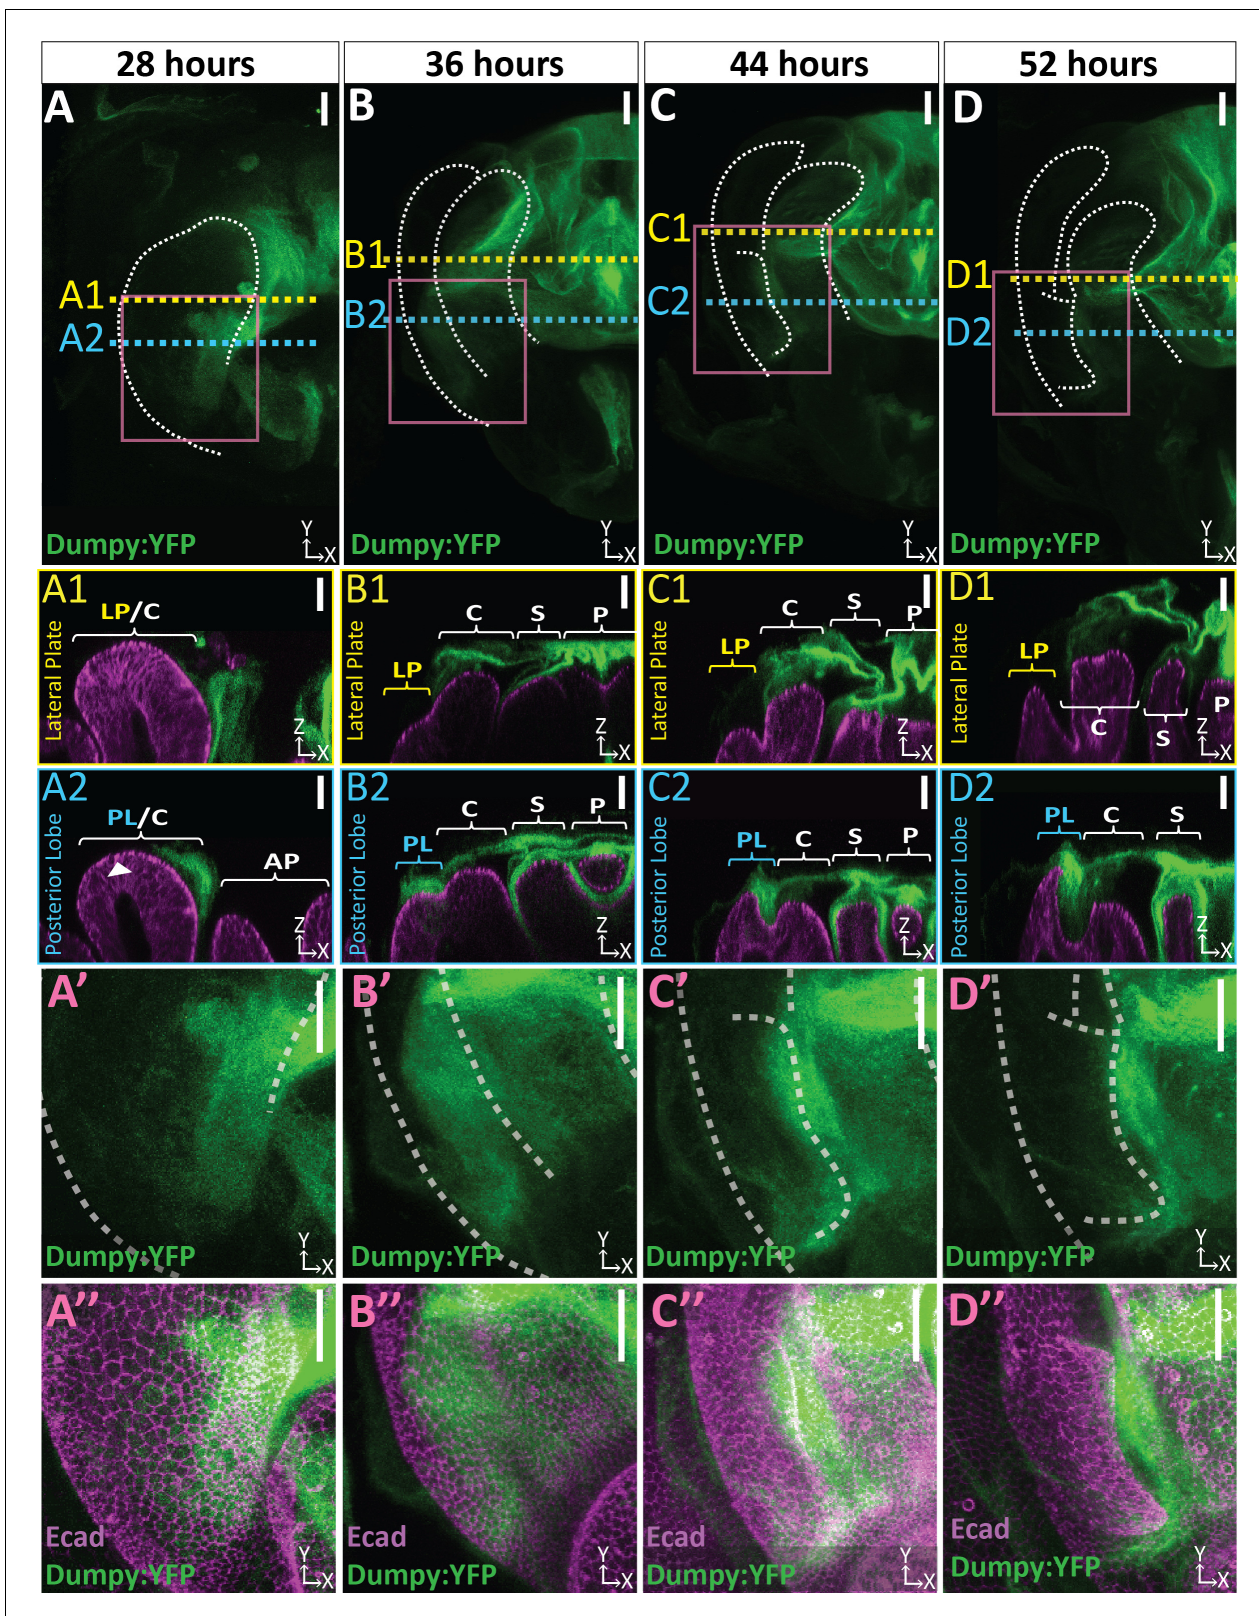 28 hours 36 hours 44 hours 52 hours
A B C D
A1 B1 C1 D1
A2 B2 C2 D2
Dumpy:YFP Dumpy:YFP Dumpy:YFP Dumpy:YFP
Y X Y X Y X Y X
A1 B1 C1 D1
Lateral Plate Lateral Plate Lateral Plate Lateral Plate
LP/C
LP C S P
LP C S P
LP C S P
Z X Z X Z X Z X
A2 B2 C2 D2
Posterior Lobe Posterior Lobe Posterior Lobe Posterior Lobe
PL/C AP
PL C S P
PL C S P
PL C S
Z X Z X Z X Z X
A’ B’ C’ D’
Dumpy:YFP Dumpy:YFP Dumpy:YFP Dumpy:YFP
Y X Y X Y X Y X
A’’ B’’ C’’ D’’
Ecad Ecad Ecad Ecad
Dumpy:YFP Dumpy:YFP Dumpy:YFP Dumpy:YFP
Y X Y X Y X Y X